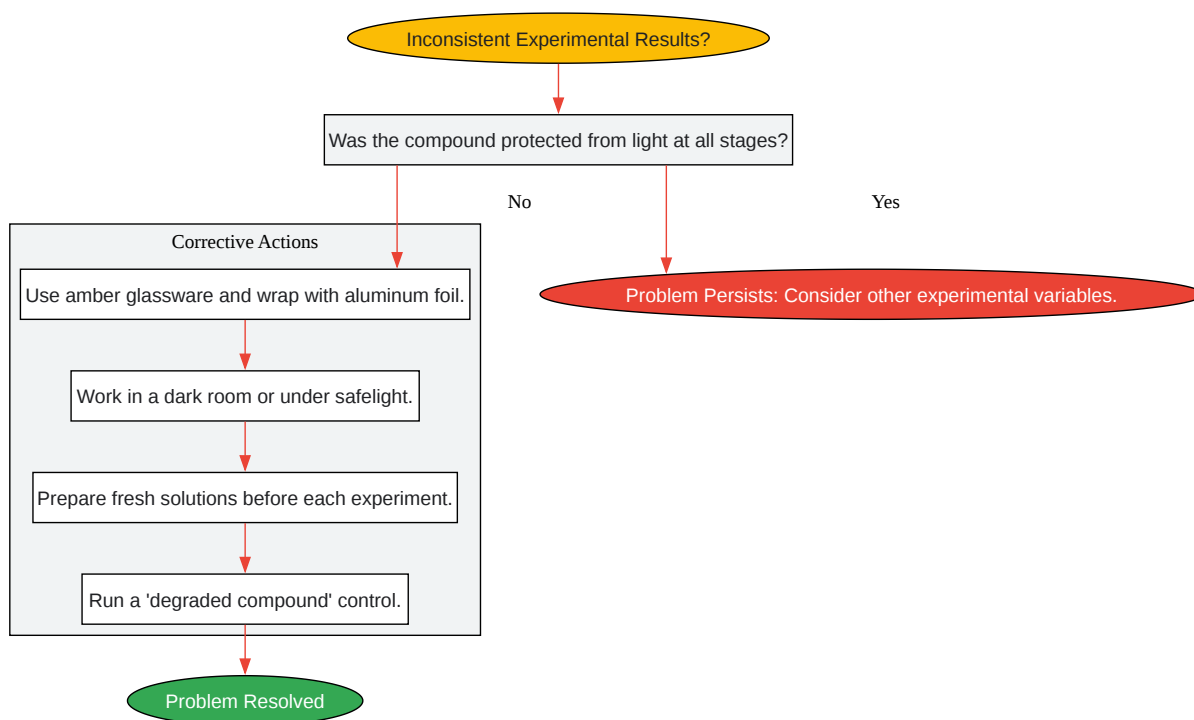 Inconsistent Experimental Results?
Was the compound protected from light at all stages?
No
Yes
Corrective Actions
Use amber glassware and wrap with aluminum foil.
Problem Persists: Consider other experimental variables.
Work in a dark room or under safelight.
Prepare fresh solutions before each experiment.
Run a 'degraded compound' control.
Problem Resolved